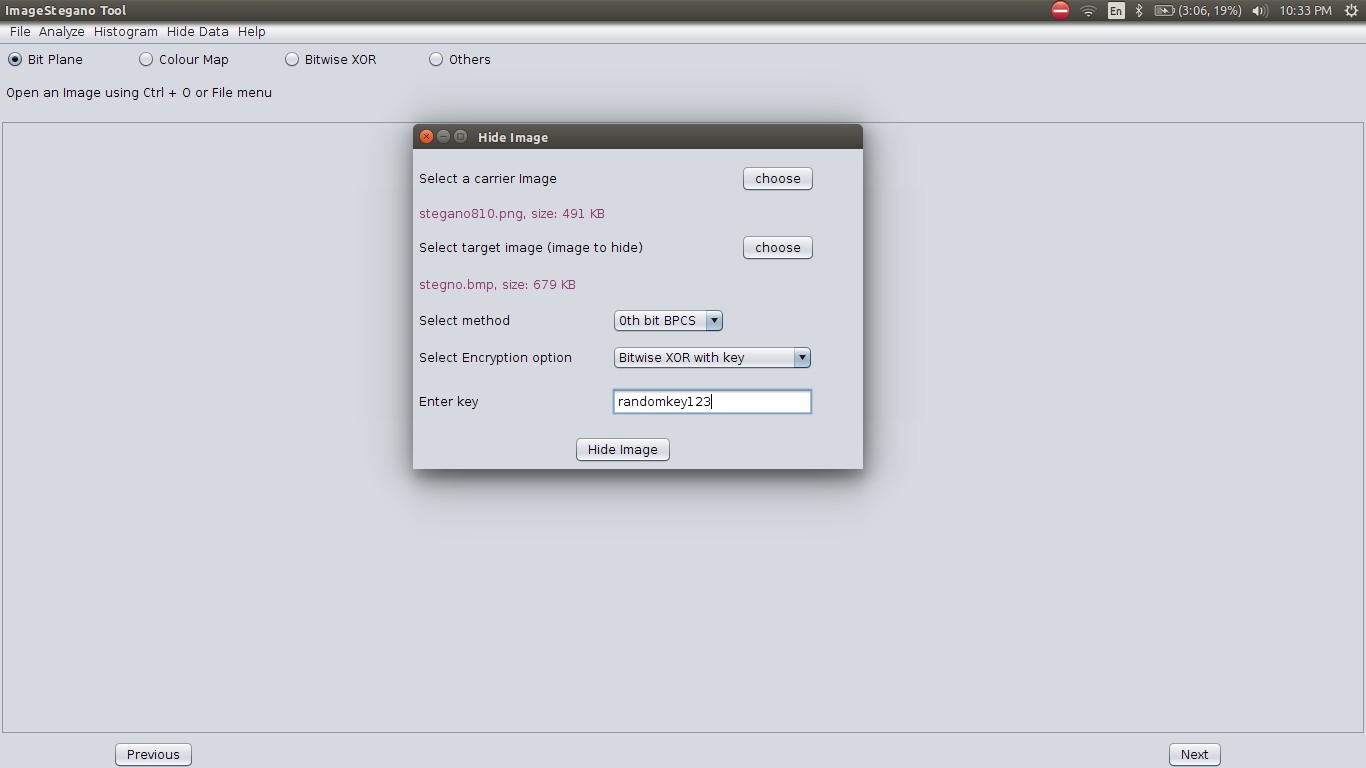 ImageStegano Tool
En (3:06, 19%) 10:33 PM
File Analyze Histogram Hide Data Help
Bit Plane Colour Map Bitwise XOR Others
Open an Image using Ctrl + O or File menu
Hide Image
Select a carrier Image choose
stegano810.png, size: 491 KB
Select target image (image to hide) choose
stegno.bmp, size: 679 KB
Select method 0th bit BPCS
Select Encryption option Bitwise XOR with key
Enter key randomkey123
Hide Image
Previous Next